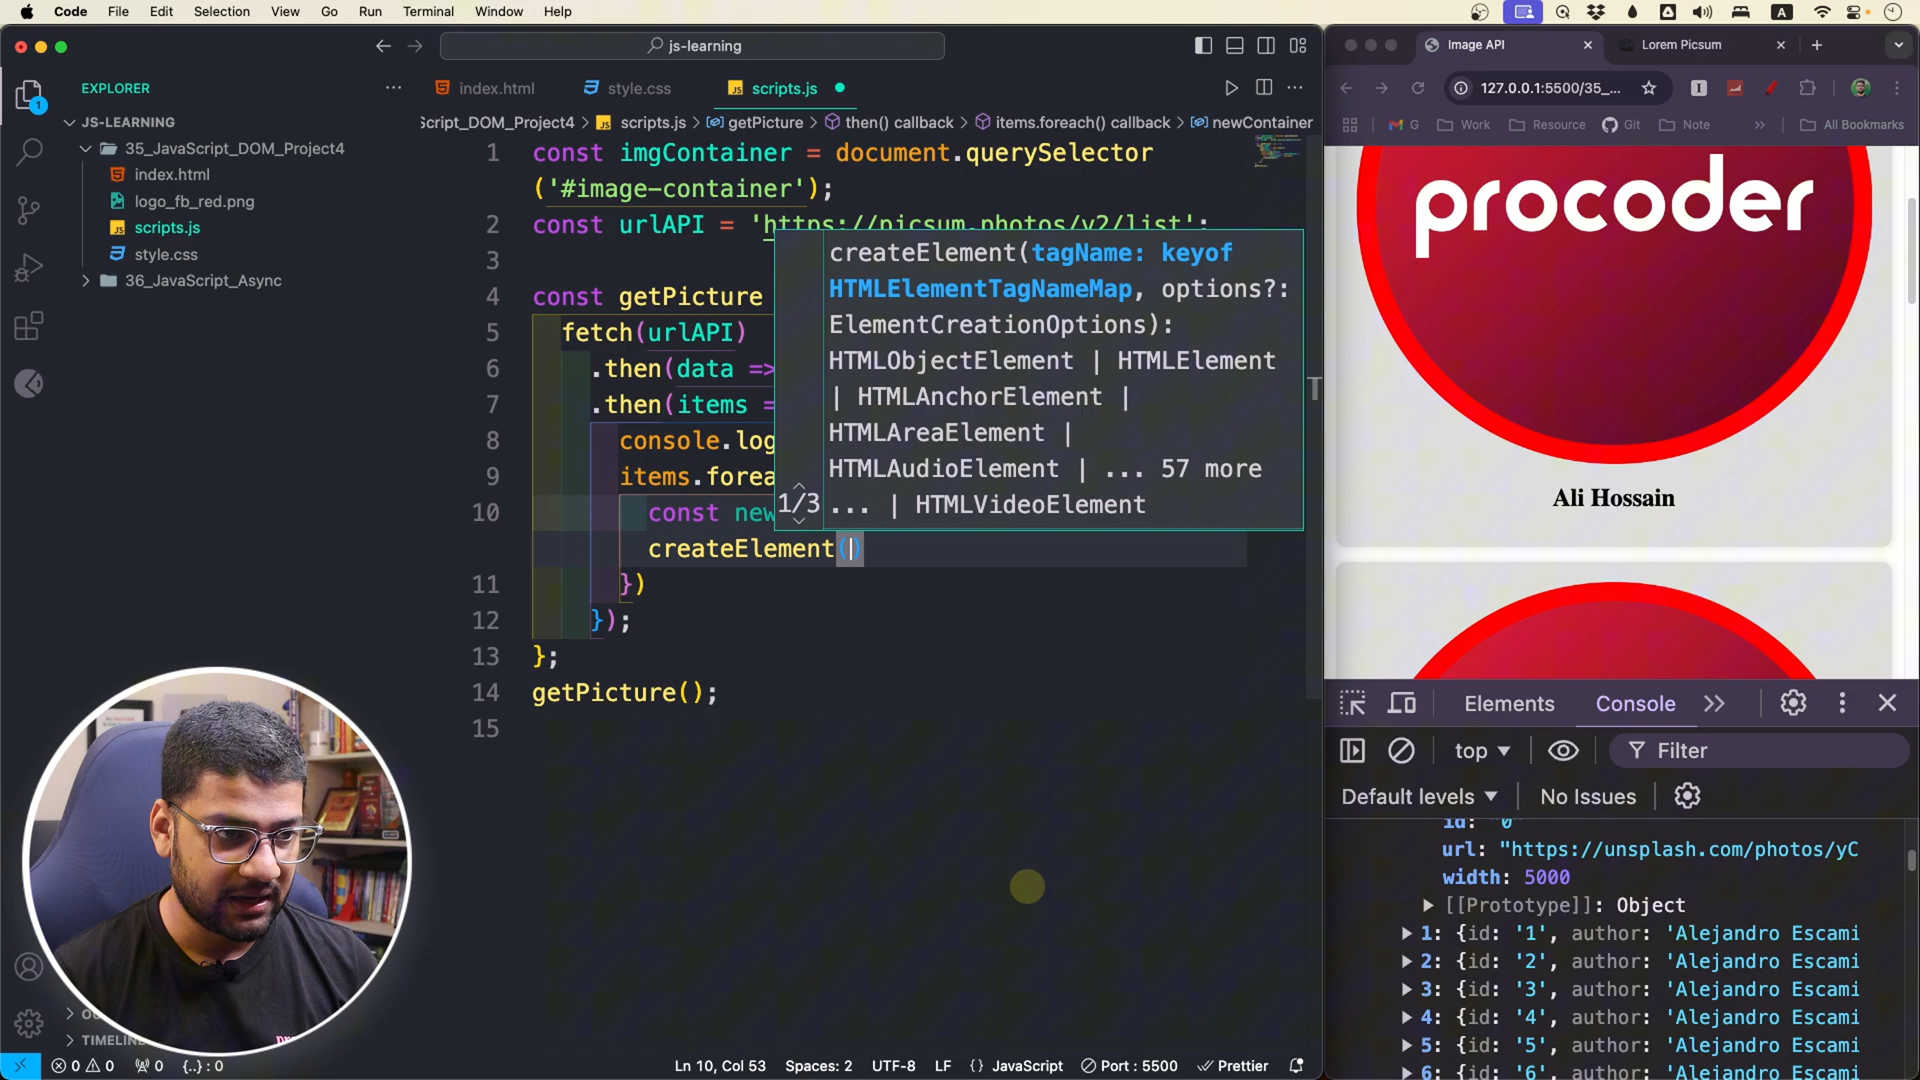 Code File Edit Selection View Go Run Terminal Window Help
A
js-learning
EXPLORER
JS-LEARNING
35_JavaScript_DOM_Project4
index.html
logo_fb_red.png
scripts.js
style.css
36_JavaScript_Async
TIMELINE
1
index.html style.css scripts.js
Script_DOM_Project4 > scripts.js > getPicture > then() callback > items.foreach() callback > newContainer
1 const imgContainer = document.querySelector
('#image-container');
2 const urlAPI = 'https://picsum.photos/v2/list';
3
4 const getPicture
5 fetch(urlAPI)
6 .then(data =>
7 .then(items =
8 console.log
9 items.forea
10 const new
createElement()
11 })
12 });
13 };
14 getPicture();
15
createElement(tagName: keyof
HTMLElementTagNameMap, options?:
ElementCreationOptions):
HTMLObjectElement | HTMLElement
| HTMLAnchorElement |
HTMLAreaElement |
HTMLAudioElement | ... 57 more
1/3 ... | HTMLVideoElement
0 0 0 {..} : 0
Ln 10, Col 53 Spaces: 2 UTF-8 LF {} JavaScript Port : 5500 Prettier
Image API Lorem Picsum
127.0.0.1:5500/35_...
G Work Resource Git Note >> All Bookmarks
procoder
Ali Hossain
Elements Console
top Filter
Default levels No Issues
id: "0"
url: "https://unsplash.com/photos/yC
width: 5000
[[Prototype]]: Object
1: {id: '1', author: 'Alejandro Escami
2: {id: '2', author: 'Alejandro Escami
3: {id: '3', author: 'Alejandro Escami
4: {id: '4', author: 'Alejandro Escami
5: {id: '5', author: 'Alejandro Escami
6: {id: '6', author: 'Alejandro Escami